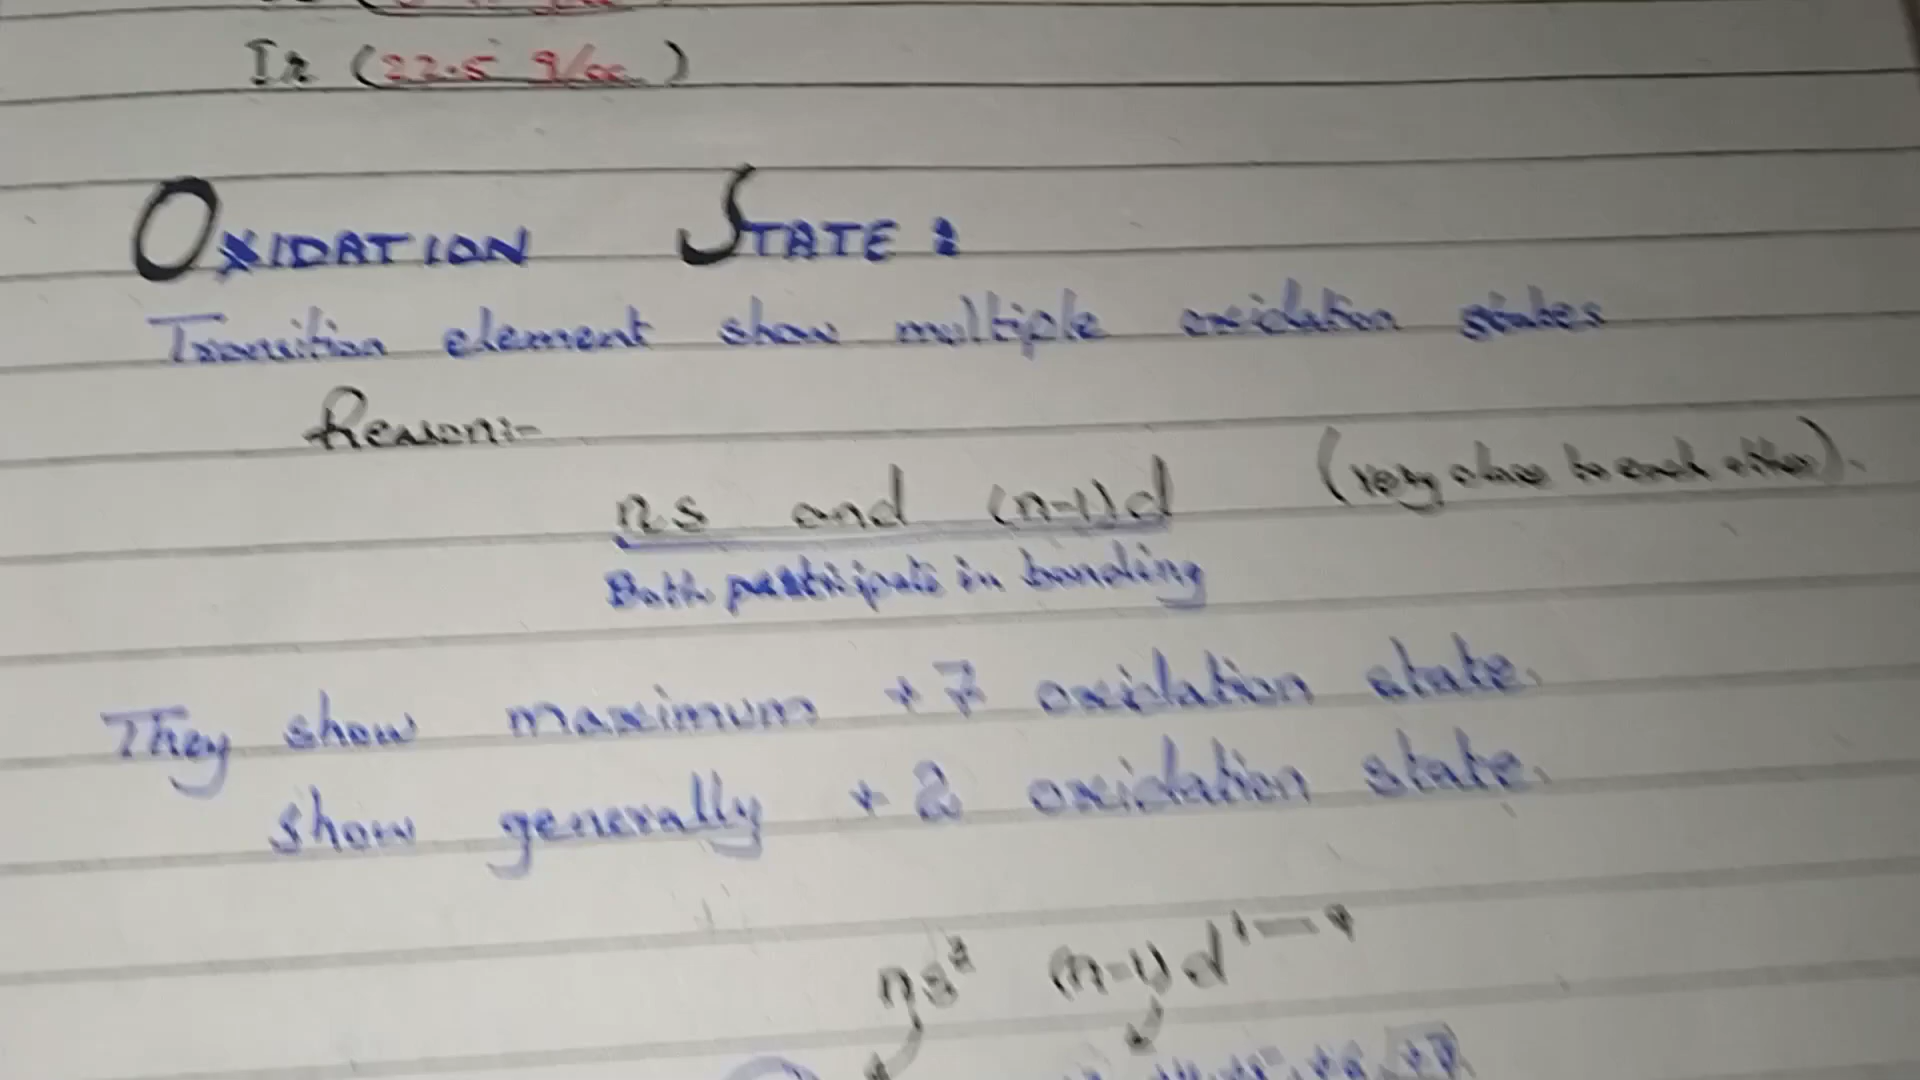 Ir (22.5 g/cc)
OXIDATION STATE :
Transition element show multiple oxidation states
Reason:-
ns and (n-1)d (very close to each other).
Both participate in bonding
They show maximum +7 oxidation state.
show generally +2 oxidation state.
ns² (n-1)d
+7